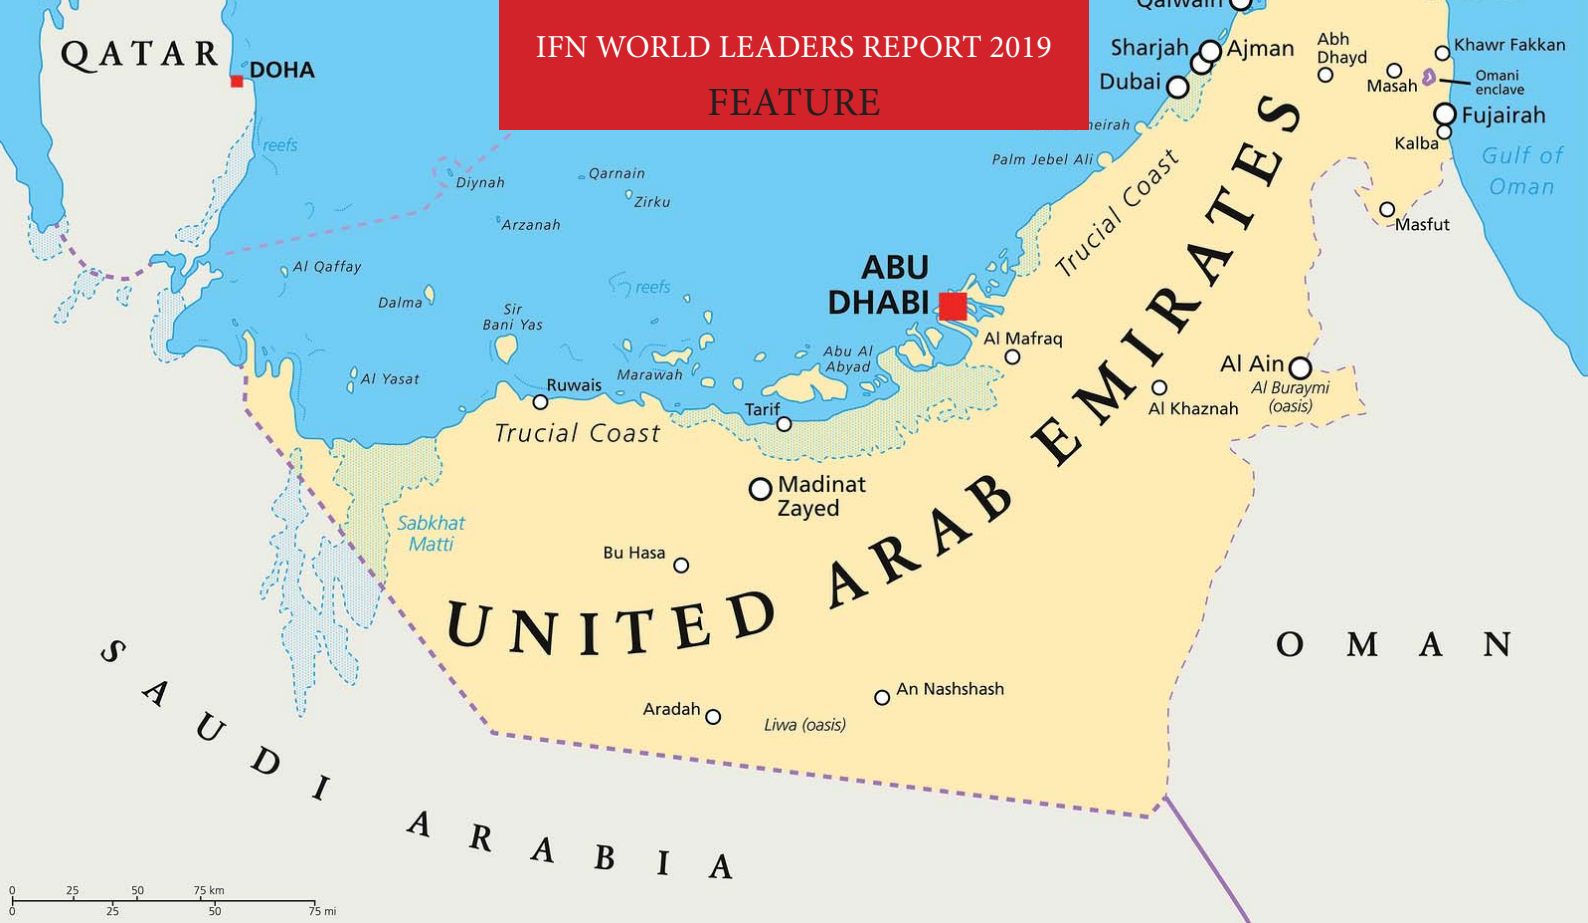 IFN WORLD LEADERS REPORT 2019
FEATURE
QATAR
DOHA
reefs
Diynah
Qarnain
Zirku
Arzanah
Al Qaffay
Dalma
Sir
Bani Yas
reefs
Al Yasat
Ruwais
Marawah
Abu Al
Abyad
Tarif
Trucial Coast
ABU
DHABI
Al Mafraq
Palm Jebel Ali
Trucial Coast
Dubai
Sharjah
Ajman
Abh
Dhayd
Masah
Khawr Fakkan
Omani
enclave
Fujairah
Kalba
Gulf of
Oman
Masfut
Al Ain
Al Buraymi
(oasis)
Al Khaznah
Madinat
Zayed
Bu Hasa
Sabkhat
Matti
UNITED ARAB EMIRATES
Aradah
Liwa (oasis)
An Nashshash
OMAN
SAUDI ARABIA
0 25 50 75 km
0 25 50 75 mi